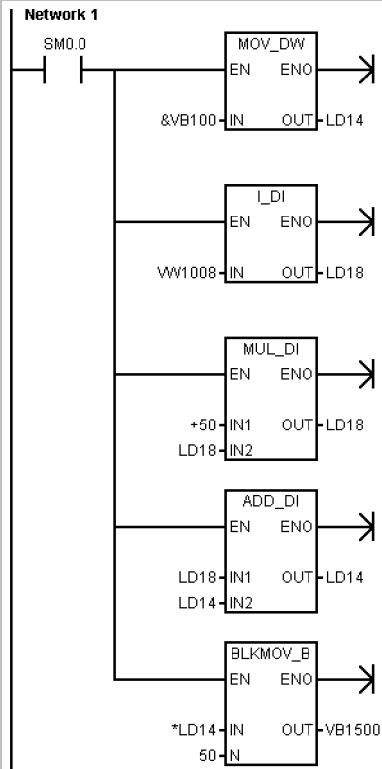 Network 1
SM0.0
MOV_DW
EN ENO
&VB100 IN OUT LD14
I_DI
EN ENO
VW1008 IN OUT LD18
MUL_DI
EN ENO
+50 IN1 OUT LD18
LD18 IN2
ADD_DI
EN ENO
LD18 IN1 OUT LD14
LD14 IN2
BLKMOV_B
EN ENO
*LD14 IN OUT VB1500
50 N